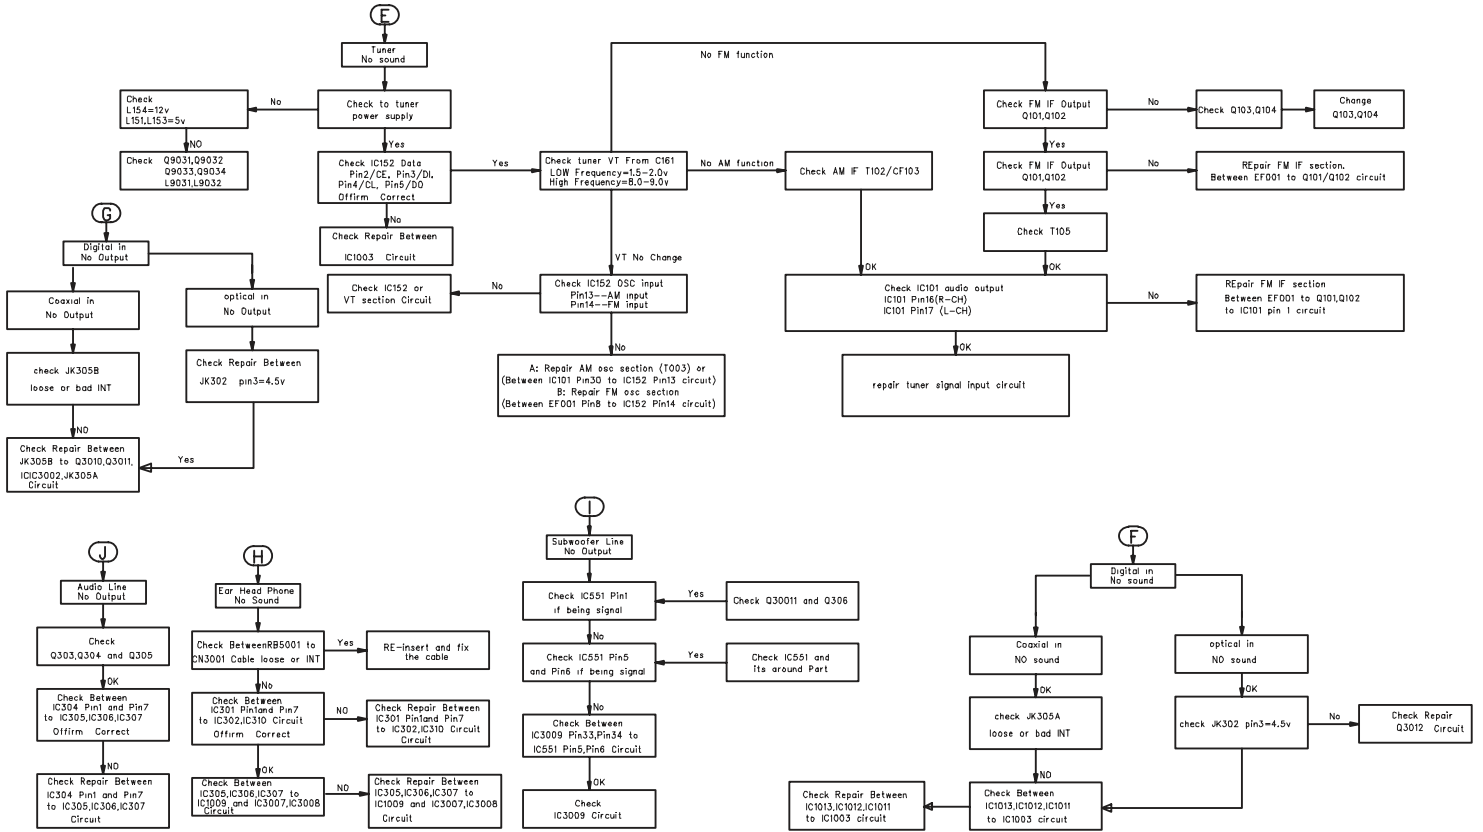 E
Tuner
No sound
No FM function
Check
L154=12v
L151,L153=5v
No
Check to tuner
power supply
Check FM IF Output
Q101,Q102
No
Check Q103,Q104
Change
Q103,Q104
NO
Yes
Yes
Check Q9031,Q9032
Q9033,Q9034
L9031,L9032
Check IC152 Data
Pin2/CE, Pin3/DI,
Pin4/CL, Pin5/DO
Offirm Correct
Yes
Check tuner VT From C161
LOW Frequency=1.5-2.0v
High Frequency=8.0-9.0v
No AM function
Check AM IF T102/CF103
Check FM IF Output
Q101,Q102
No
REpair FM IF section.
Between EF001 to Q101/Q102 circuit
No
Yes
Check Repair Between
IC1003 Circuit
Check T105
VT No Change
OK
OK
Check IC152 or
VT section Circuit
No
Check IC152 OSC input
Pin13--AM input
Pin14--FM input
Check IC101 audio output
IC101 Pin16(R-CH)
IC101 Pin17 (L-CH)
No
REpair FM IF section
Between EF001 to Q101,Q102
to IC101 pin 1 circuit
No
OK
A: Repair AM osc section (T003) or
(Between IC101 Pin30 to IC152 Pin13 circuit)
B: Repair FM osc section
(Between EF001 Pin8 to IC152 Pin14 circuit)
repair tuner signal input circuit
G
Digital in
No Output
Coaxial in
No Output
optical in
No Output
check JK305B
loose or bad INT
Check Repair Between
JK302 pin3=4.5v
NO
Check Repair Between
JK305B to Q3010,Q3011,
ICIC3002,JK305A
Circuit
Yes
J
Audio Line
No Output
Check
Q303,Q304 and Q305
OK
Check Between
IC304 Pin1 and Pin7
to IC305,IC306,IC307
Offirm Correct
NO
Check Repair Between
IC304 Pin1 and Pin7
to IC305,IC306,IC307
Circuit
H
Ear Head Phone
No Sound
Check BetweenRB5001 to
CN3001 Cable loose or INT
Yes
RE-insert and fix
the cable
No
Check Between
IC301 Pin1and Pin7
to IC302,IC310 Circuit
Offirm Correct
NO
Check Repair Between
IC301 Pin1and Pin7
to IC302,IC310 Circuit
Circuit
OK
Check Between
IC305,IC306,IC307 to
IC1009 and IC3007,IC3008
Circuit
NO
Check Repair Between
IC305,IC306,IC307 to
IC1009 and IC3007,IC3008
Circuit
I
Subwoofer Line
No Output
Check IC551 Pin1
if being signal
Yes
Check Q30011 and Q306
No
Check IC551 Pin5
and Pin6 if being signal
Yes
Check IC551 and
its around Part
No
Check Between
IC3009 Pin33,Pin34 to
IC551 Pin5,Pin6 Circuit
OK
Check
IC3009 Circuit
F
Digital in
No sound
Coaxial in
NO sound
optical in
NO sound
OK
OK
check JK305A
loose or bad INT
check JK302 pin3=4.5v
No
Check Repair
Q3012 Circuit
NO
Check Repair Between
IC1013,IC1012,IC1011
to IC1003 circuit
Check Between
IC1013,IC1012,IC1011
to IC1003 circuit